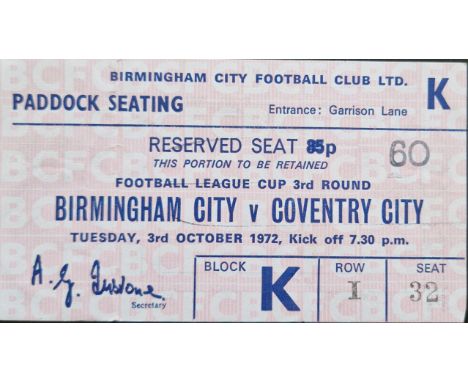 BIRMINGHAM CITY FOOTBALL CLUB LTD.
K
PADDOCK SEATING
Entrance: Garrison Lane
RESERVED SEAT 85p
60
THIS PORTION TO BE RETAINED
FOOTBALL LEAGUE CUP 3rd ROUND
BIRMINGHAM CITY v COVENTRY CITY
TUESDAY, 3rd OCTOBER 1972, Kick off 7.30 p.m.
A. G.
Secretary
BLOCK
K
ROW
I
SEAT
32